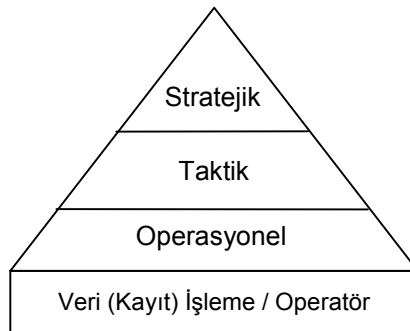 Stratejik
Taktik
Operasyonel
Veri (Kayıt) İşleme / Operatör